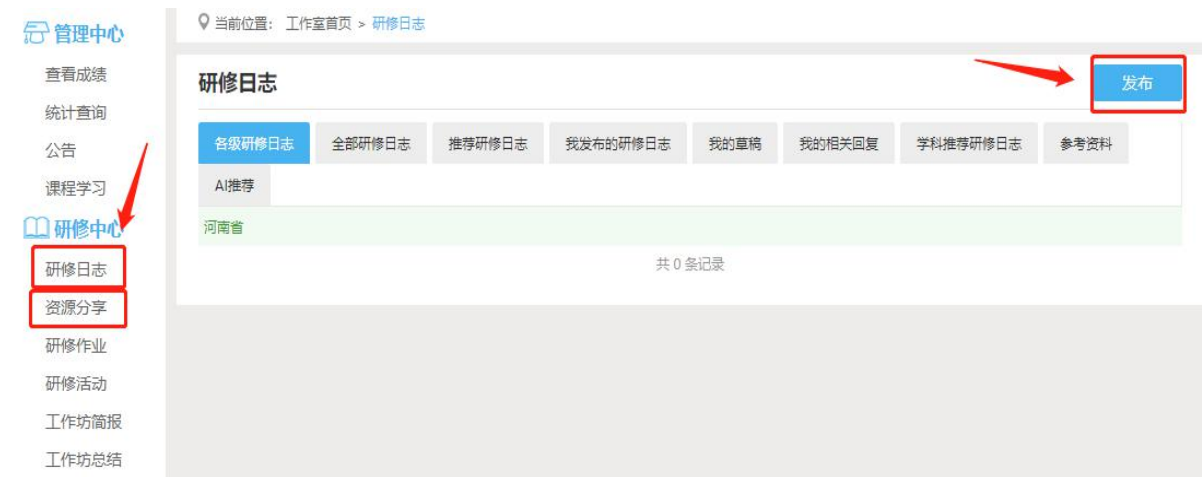 管理中心
查看成绩
统计查询
公告
课程学习
研修中心
研修日志
资源分享
研修作业
研修活动
工作坊简报
工作坊总结
当前位置： 工作室首页 > 研修日志
研修日志
发布
各级研修日志 全部研修日志 推荐研修日志 我发布的研修日志 我的草稿 我的相关回复 学科推荐研修日志 参考资料
AI推荐
河南省
共 0 条记录